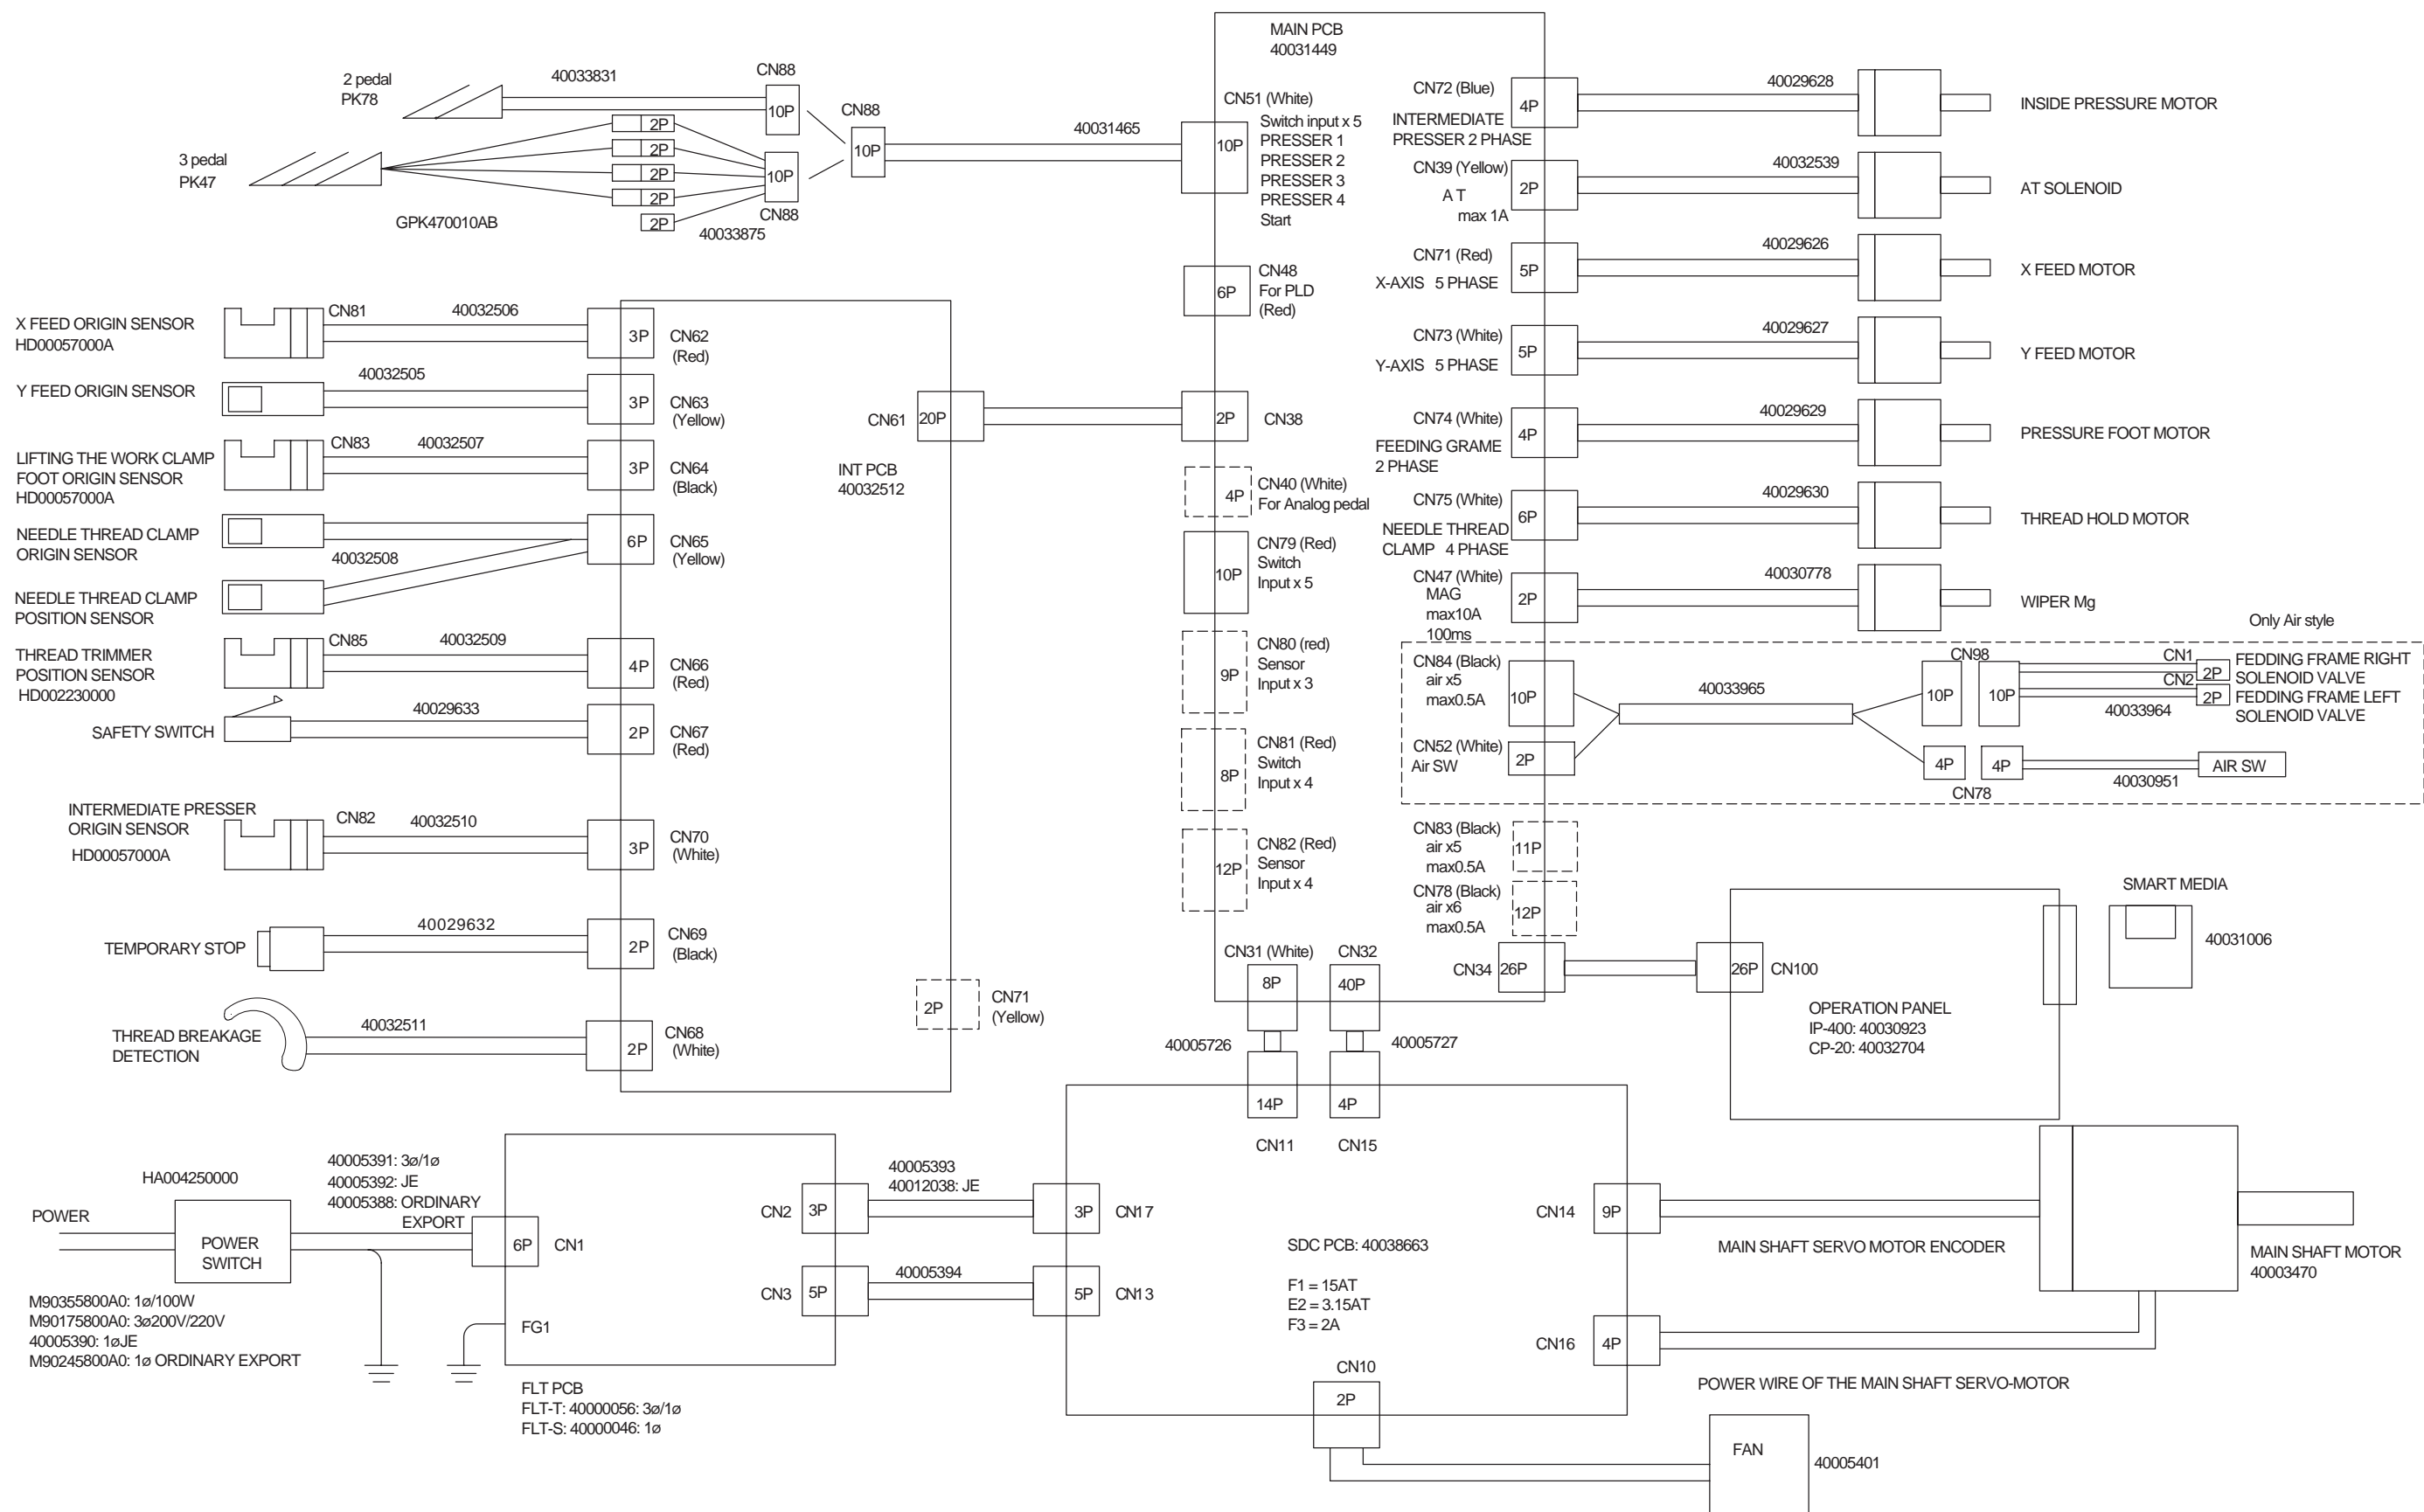 MAIN PCB
40031449
2 pedal
PK78
40033831
CN88
10P
3 pedal
PK47
2P
2P
2P
2P
2P
10P
CN88
GPK470010AB
40033875
CN88
10P
40031465
CN51 (White)
10P
Switch input x 5
PRESSER 1
PRESSER 2
PRESSER 3
PRESSER 4
Start
CN48
For PLD
(Red)
6P
CN38
2P
CN40 (White)
For Analog pedal
4P
CN79 (Red)
Switch
Input x 5
10P
CN80 (red)
Sensor
Input x 3
9P
CN81 (Red)
Switch
Input x 4
8P
CN82 (Red)
Sensor
Input x 4
12P
CN72 (Blue)
4P
INTERMEDIATE
PRESSER 2 PHASE
40029628
INSIDE PRESSURE MOTOR
CN39 (Yellow)
2P
A T
max 1A
40032539
AT SOLENOID
CN71 (Red)
5P
X-AXIS 5 PHASE
40029626
X FEED MOTOR
CN73 (White)
5P
Y-AXIS 5 PHASE
40029627
Y FEED MOTOR
CN74 (White)
4P
FEEDING GRAME
2 PHASE
40029629
PRESSURE FOOT MOTOR
CN75 (White)
6P
NEEDLE THREAD
CLAMP 4 PHASE
40029630
THREAD HOLD MOTOR
CN47 (White)
MAG
max10A
100ms
2P
40030778
WIPER Mg
Only Air style
CN84 (Black)
air x5
max0.5A
10P
CN52 (White)
Air SW
2P
40033965
CN98
10P
10P
CN1
2P
FEDDING FRAME RIGHT
SOLENOID VALVE
CN2
2P
FEDDING FRAME LEFT
SOLENOID VALVE
40033964
4P
4P
CN78
40030951
AIR SW
CN83 (Black)
air x5
max0.5A
11P
CN78 (Black)
air x6
max0.5A
12P
CN34
26P
26P
CN100
OPERATION PANEL
IP-400: 40030923
CP-20: 40032704
SMART MEDIA
40031006
X FEED ORIGIN SENSOR
HD00057000A
CN81
40032506
3P
CN62
(Red)
Y FEED ORIGIN SENSOR
40032505
3P
CN63
(Yellow)
LIFTING THE WORK CLAMP
FOOT ORIGIN SENSOR
HD00057000A
CN83
40032507
3P
CN64
(Black)
NEEDLE THREAD CLAMP
ORIGIN SENSOR
40032508
6P
CN65
(Yellow)
NEEDLE THREAD CLAMP
POSITION SENSOR
THREAD TRIMMER
POSITION SENSOR
HD002230000
CN85
40032509
4P
CN66
(Red)
SAFETY SWITCH
40029633
2P
CN67
(Red)
INTERMEDIATE PRESSER
ORIGIN SENSOR
HD00057000A
CN82
40032510
3P
CN70
(White)
TEMPORARY STOP
40029632
2P
CN69
(Black)
THREAD BREAKAGE
DETECTION
40032511
2P
CN68
(White)
CN61
20P
INT PCB
40032512
2P
CN71
(Yellow)
CN31 (White)
8P
CN32
40P
40005726
40005727
14P
4P
CN11
CN15
POWER
HA004250000
POWER
SWITCH
M90355800A0: 1ø/100W
M90175800A0: 3ø200V/220V
40005390: 1øJE
M90245800A0: 1ø ORDINARY EXPORT
40005391: 3ø/1ø
40005392: JE
40005388: ORDINARY
EXPORT
6P
CN1
FG1
FLT PCB
FLT-T: 40000056: 3ø/1ø
FLT-S: 40000046: 1ø
CN2
3P
40005393
40012038: JE
3P
CN17
CN3
5P
40005394
5P
CN13
SDC PCB: 40038663
F1 = 15AT
E2 = 3.15AT
F3 = 2A
CN14
9P
MAIN SHAFT SERVO MOTOR ENCODER
MAIN SHAFT MOTOR
40003470
CN16
4P
POWER WIRE OF THE MAIN SHAFT SERVO-MOTOR
CN10
2P
FAN
40005401